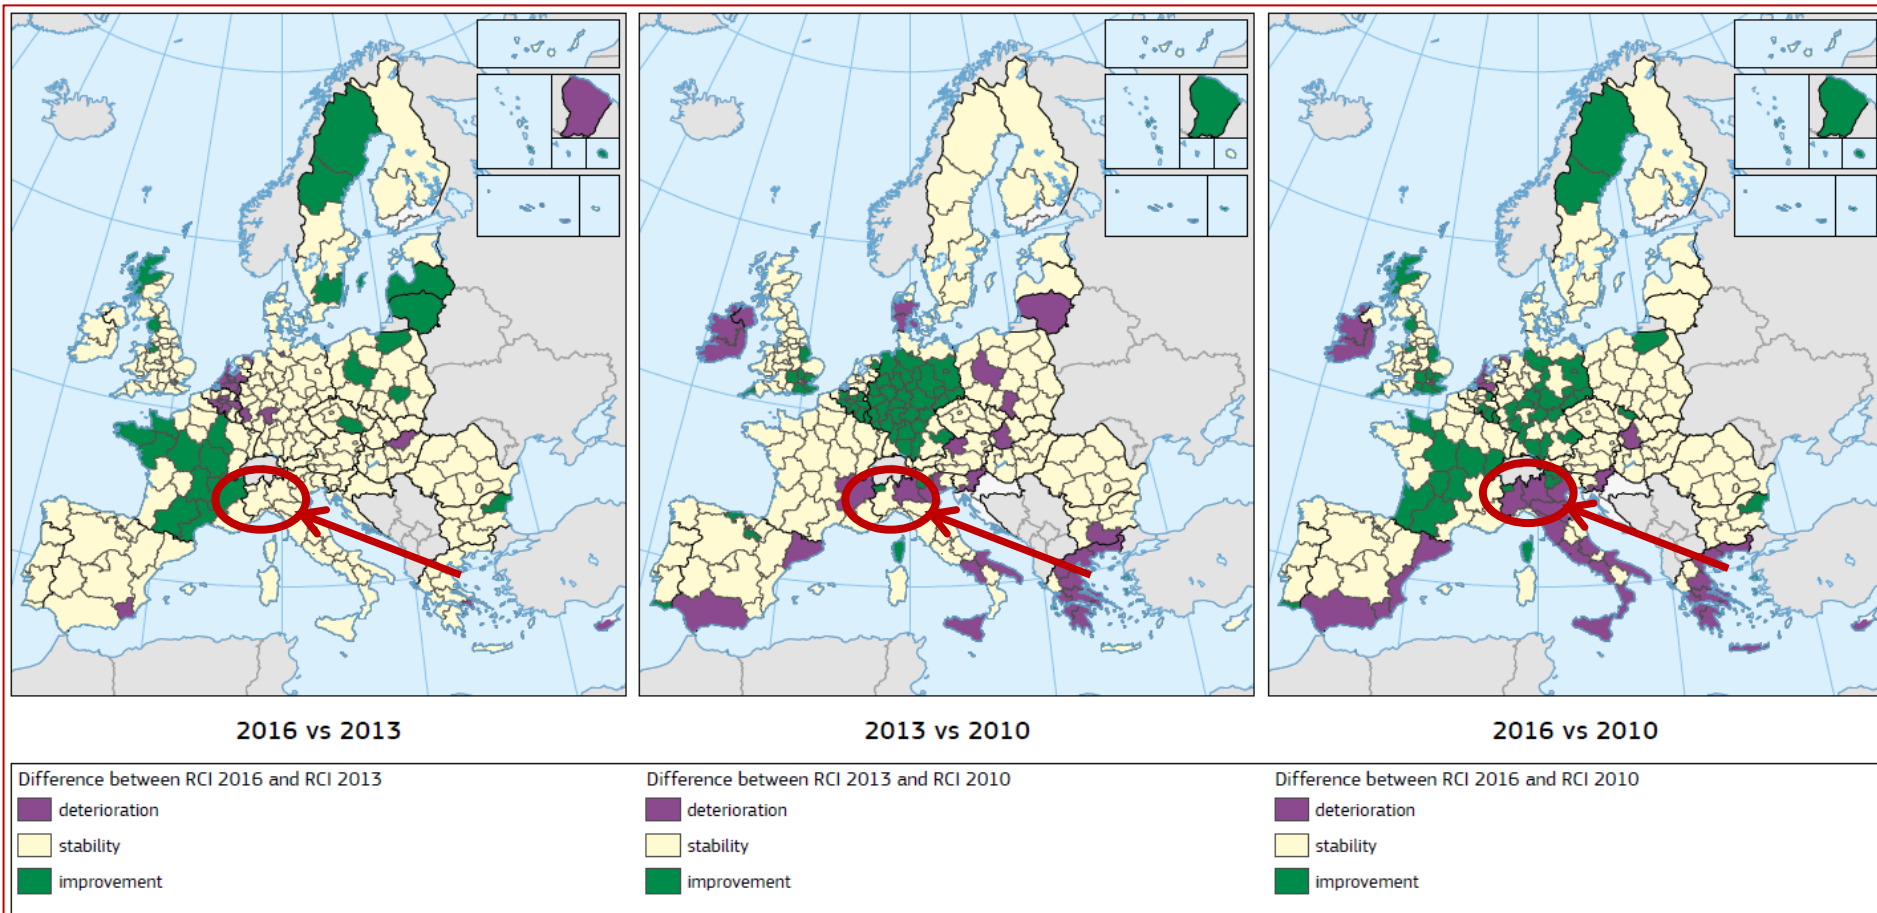 2016 vs 2013
2013 vs 2010
2016 vs 2010
Difference between RCI 2016 and RCI 2013
deterioration
stability
improvement
Difference between RCI 2013 and RCI 2010
deterioration
stability
improvement
Difference between RCI 2016 and RCI 2010
deterioration
stability
improvement